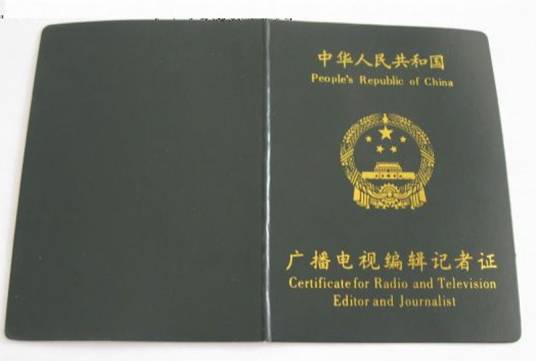 中华人民共和国
People's Republic of China
广播电视编辑记者证
Certificate for Radio and Television
Editor and Journalist